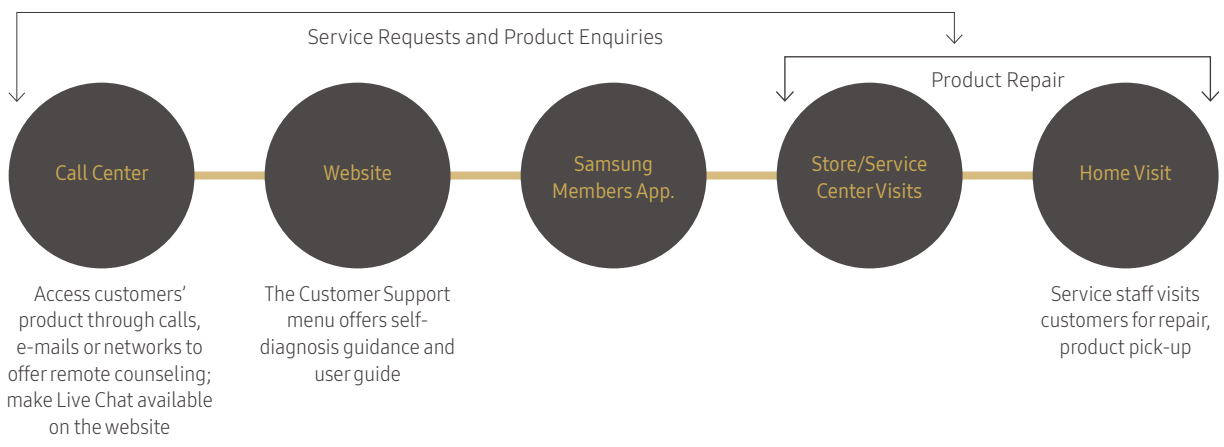 Service Requests and Product Enquiries
Product Repair
Call Center
Website
Samsung
Members App.
Store/Service
Center Visits
Home Visit
Access customers’
product through calls,
e-mails or networks to
offer remote counseling;
make Live Chat available
on the website
The Customer Support
menu offers self-
diagnosis guidance and
user guide
Service staff visits
customers for repair,
product pick-up